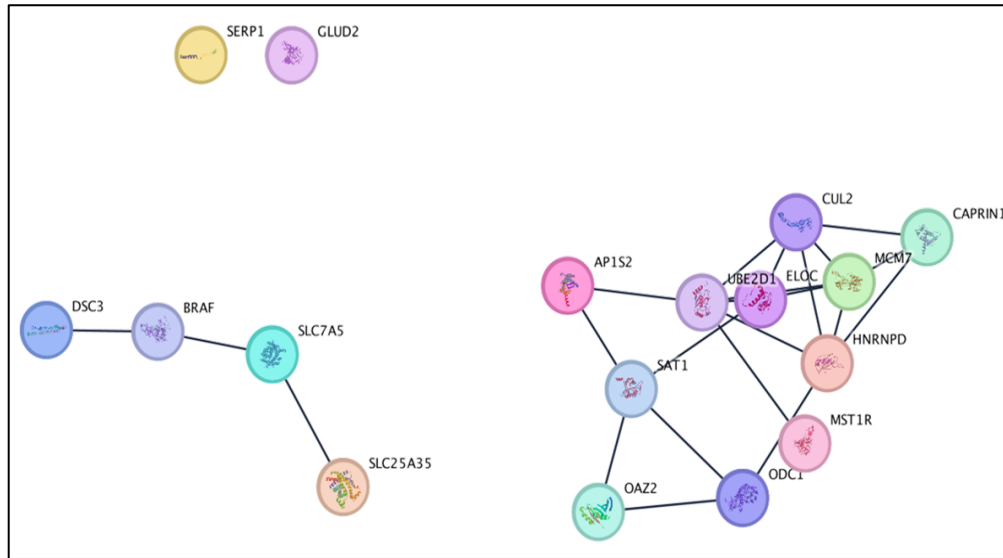 SERP1
GLUD2
CUL2
CAPRIN1
AP1S2
UBE2D1
ELOC
MCM7
DSC3
BRAF
SLC7A5
HNRNPD
SAT1
MST1R
SLC25A35
OAZ2
ODC1